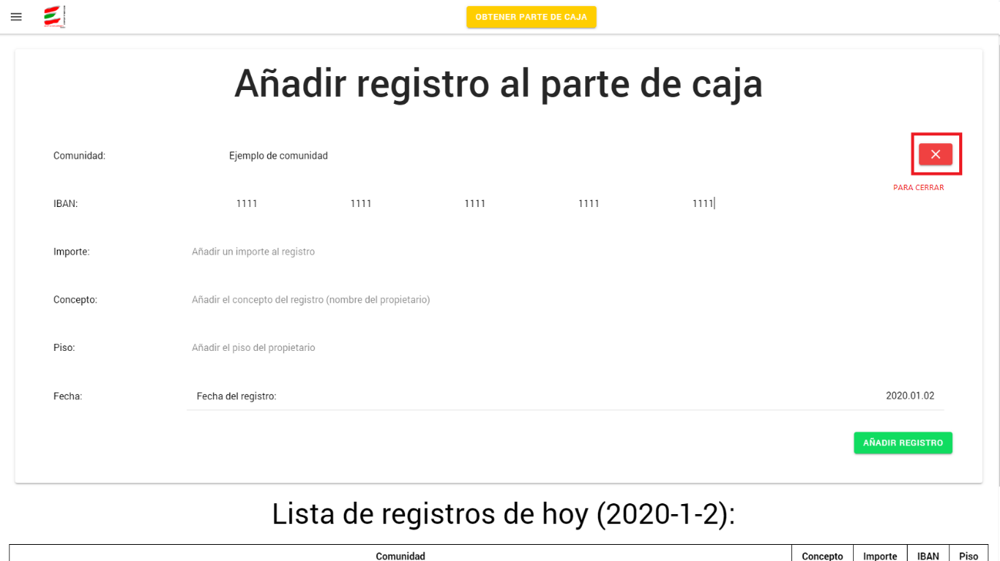 OBTENER PARTE DE CAJA
Añadir registro al parte de caja
Comunidad: Ejemplo de comunidad
PARA CERRAR
IBAN: 1111 1111 1111 1111 1111
Importe: Añadir un importe al registro
Concepto: Añadir el concepto del registro (nombre del propietario)
Piso: Añadir el piso del propietario
Fecha: Fecha del registro: 2020.01.02
AÑADIR REGISTRO
Lista de registros de hoy (2020-1-2):
Comunidad Concepto Importe IBAN Piso